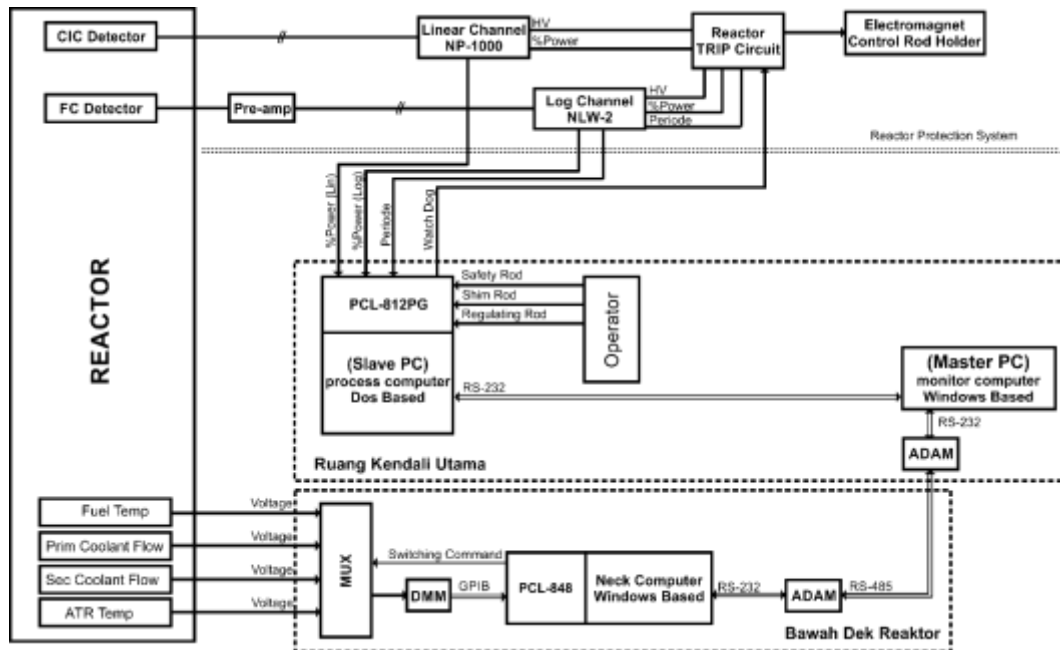 CIC Detector
Linear Channel
NP-1000
HV
%Power
Reactor
TRIP Circuit
Electromagnet
Control Rod Holder
FC Detector
Pre-amp
Log Channel
NLW-2
HV
%Power
Periode
Reactor Protection System
%Power (Lin)
%Power (Log)
Periode
Watch Dog
REACTOR
PCL-812PG
Safety Rod
Shim Rod
Regulating Rod
Operator
(Slave PC)
process computer
Dos Based
RS-232
(Master PC)
monitor computer
Windows Based
RS-232
ADAM
Ruang Kendali Utama
Fuel Temp
Voltage
Prim Coolant Flow
Voltage
Sec Coolant Flow
Voltage
ATR Temp
Voltage
MUX
Switching Command
DMM
GPIB
PCL-848
Neck Computer
Windows Based
RS-232
ADAM
RS-485
Bawah Dek Reaktor